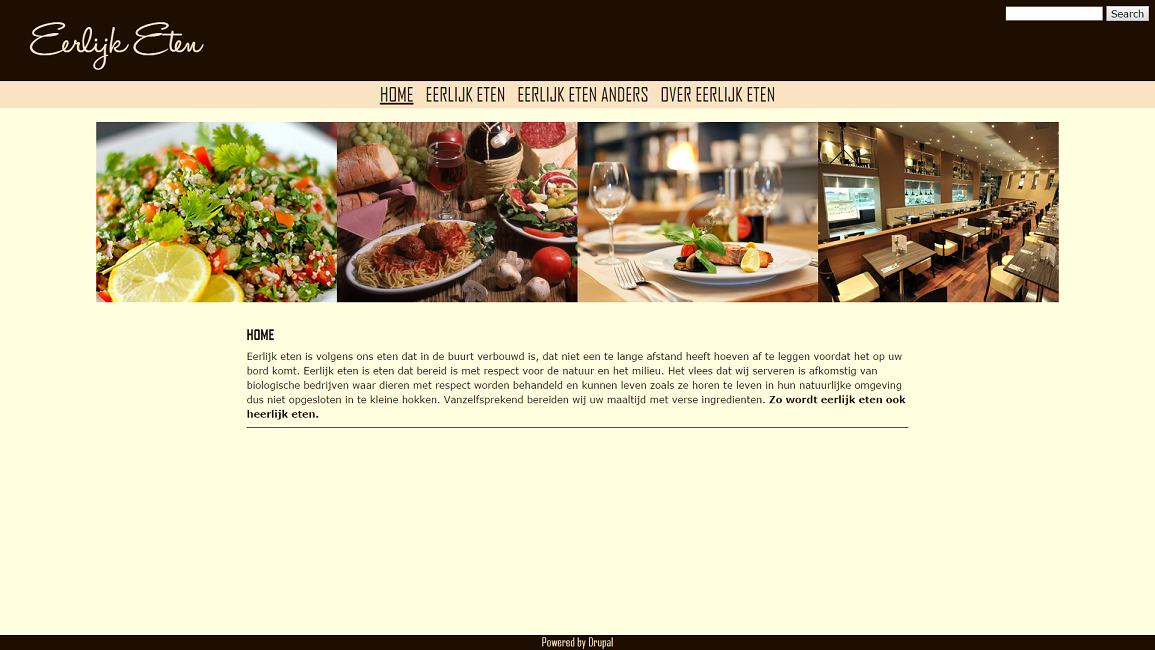 Eerlijk Eten
Search
HOME EERLIJK ETEN EERLIJK ETEN ANDERS OVER EERLIJK ETEN
HOME
Eerlijk eten is volgens ons eten dat in de buurt verbouwd is, dat niet een te lange afstand heeft hoeven af te leggen voordat het op uw
bord komt. Eerlijk eten is eten dat bereid is met respect voor de natuur en het milieu. Het vlees dat wij serveren is afkomstig van
biologische bedrijven waar dieren met respect worden behandeld en kunnen leven zoals ze horen te leven in hun natuurlijke omgeving
dus niet opgesloten in te kleine hokken. Vanzelfsprekend bereiden wij uw maaltijd met verse ingredienten. Zo wordt eerlijk eten ook
heerlijk eten.
Powered by Drupal